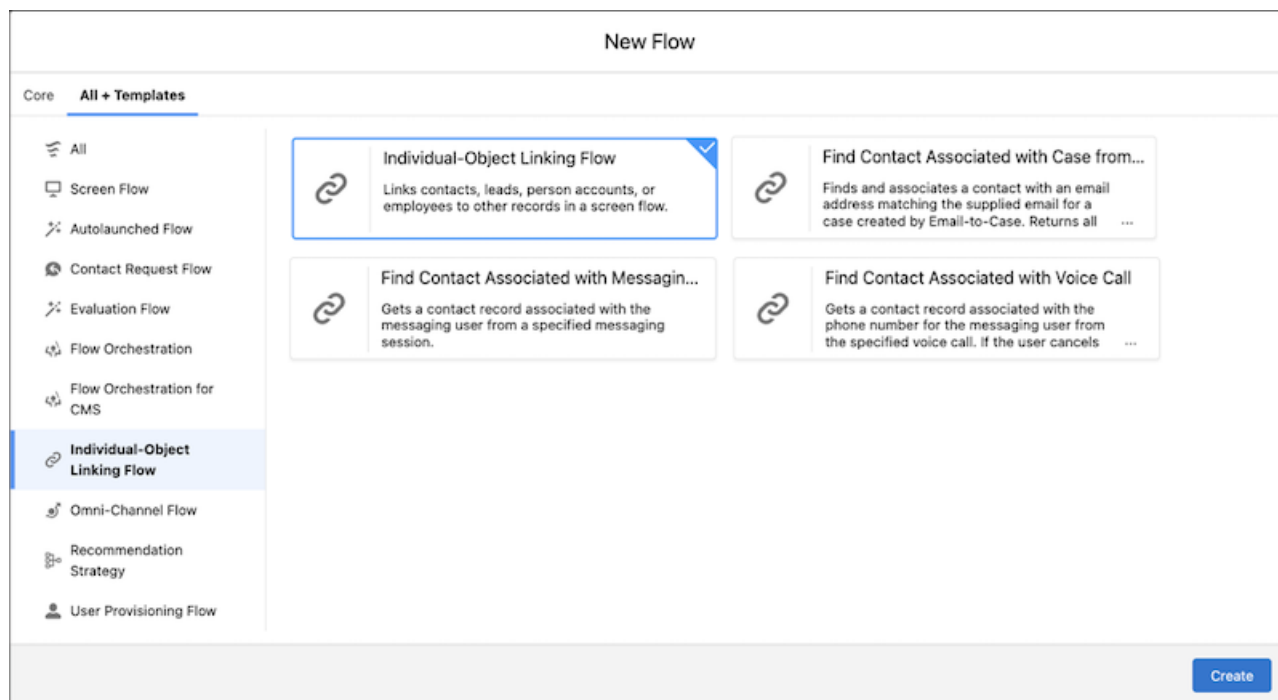 New Flow
Core
All + Templates
All
Screen Flow
Autolaunched Flow
Contact Request Flow
Evaluation Flow
Flow Orchestration
Flow Orchestration for
CMS
Individual-Object
Linking Flow
Omni-Channel Flow
Recommendation
Strategy
User Provisioning Flow
Individual-Object Linking Flow
Links contacts, leads, person accounts, or
employees to other records in a screen flow.
Find Contact Associated with Case from...
Finds and associates a contact with an email
address matching the supplied email for a
case created by Email-to-Case. Returns all ...
Find Contact Associated with Messagin...
Gets a contact record associated with the
messaging user from a specified messaging
session.
Find Contact Associated with Voice Call
Gets a contact record associated with the
phone number for the messaging user from
the specified voice call. If the user cancels ...
Create